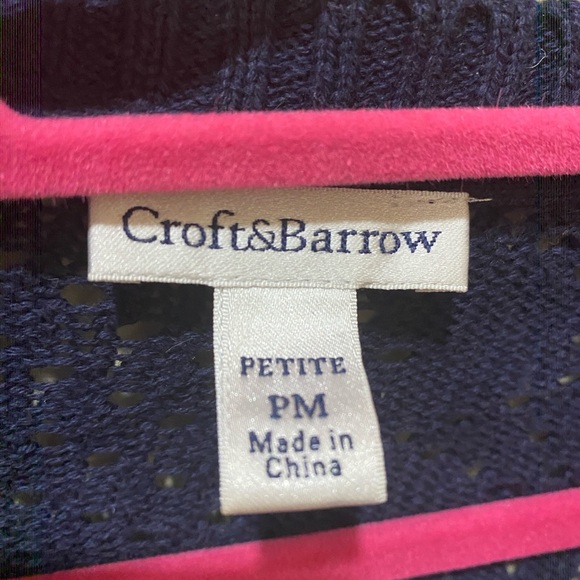 Croft&Barrow
PETITE
PM
Made in
China